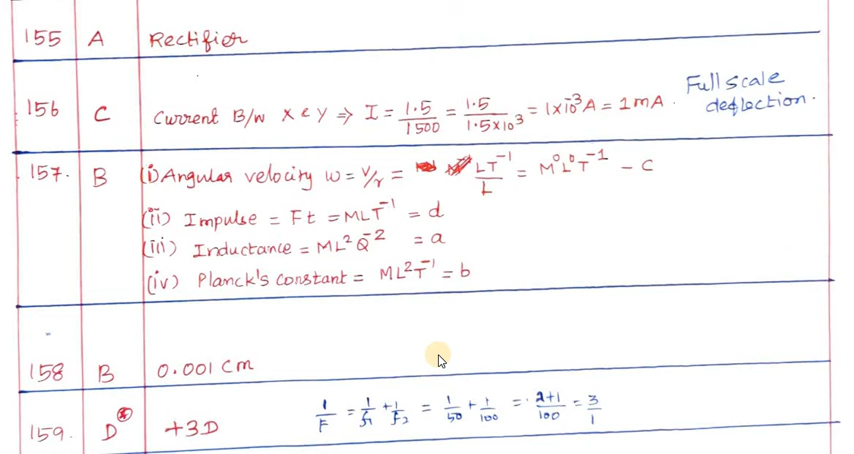 155 A Rectifier
156 C Current B/w X & Y ⇒ I = 1.5/1500 = 1.5/1.5×10³ = 1×10⁻³A = 1mA. Full scale deflection.
157. B (i) Angular velocity ω = V/r = LT⁻¹/L = M⁰L⁰T⁻¹ - C
(ii) Impulse = Ft = MLT⁻¹ = d
(iii) Inductance = ML²Q⁻² = a
(iv) Planck's constant = ML²T⁻¹ = b
158 B 0.001 cm
159. D +3D 1/F = 1/f₁ + 1/F₂ = 1/50 + 1/100 = 2+1/100 = 3/1